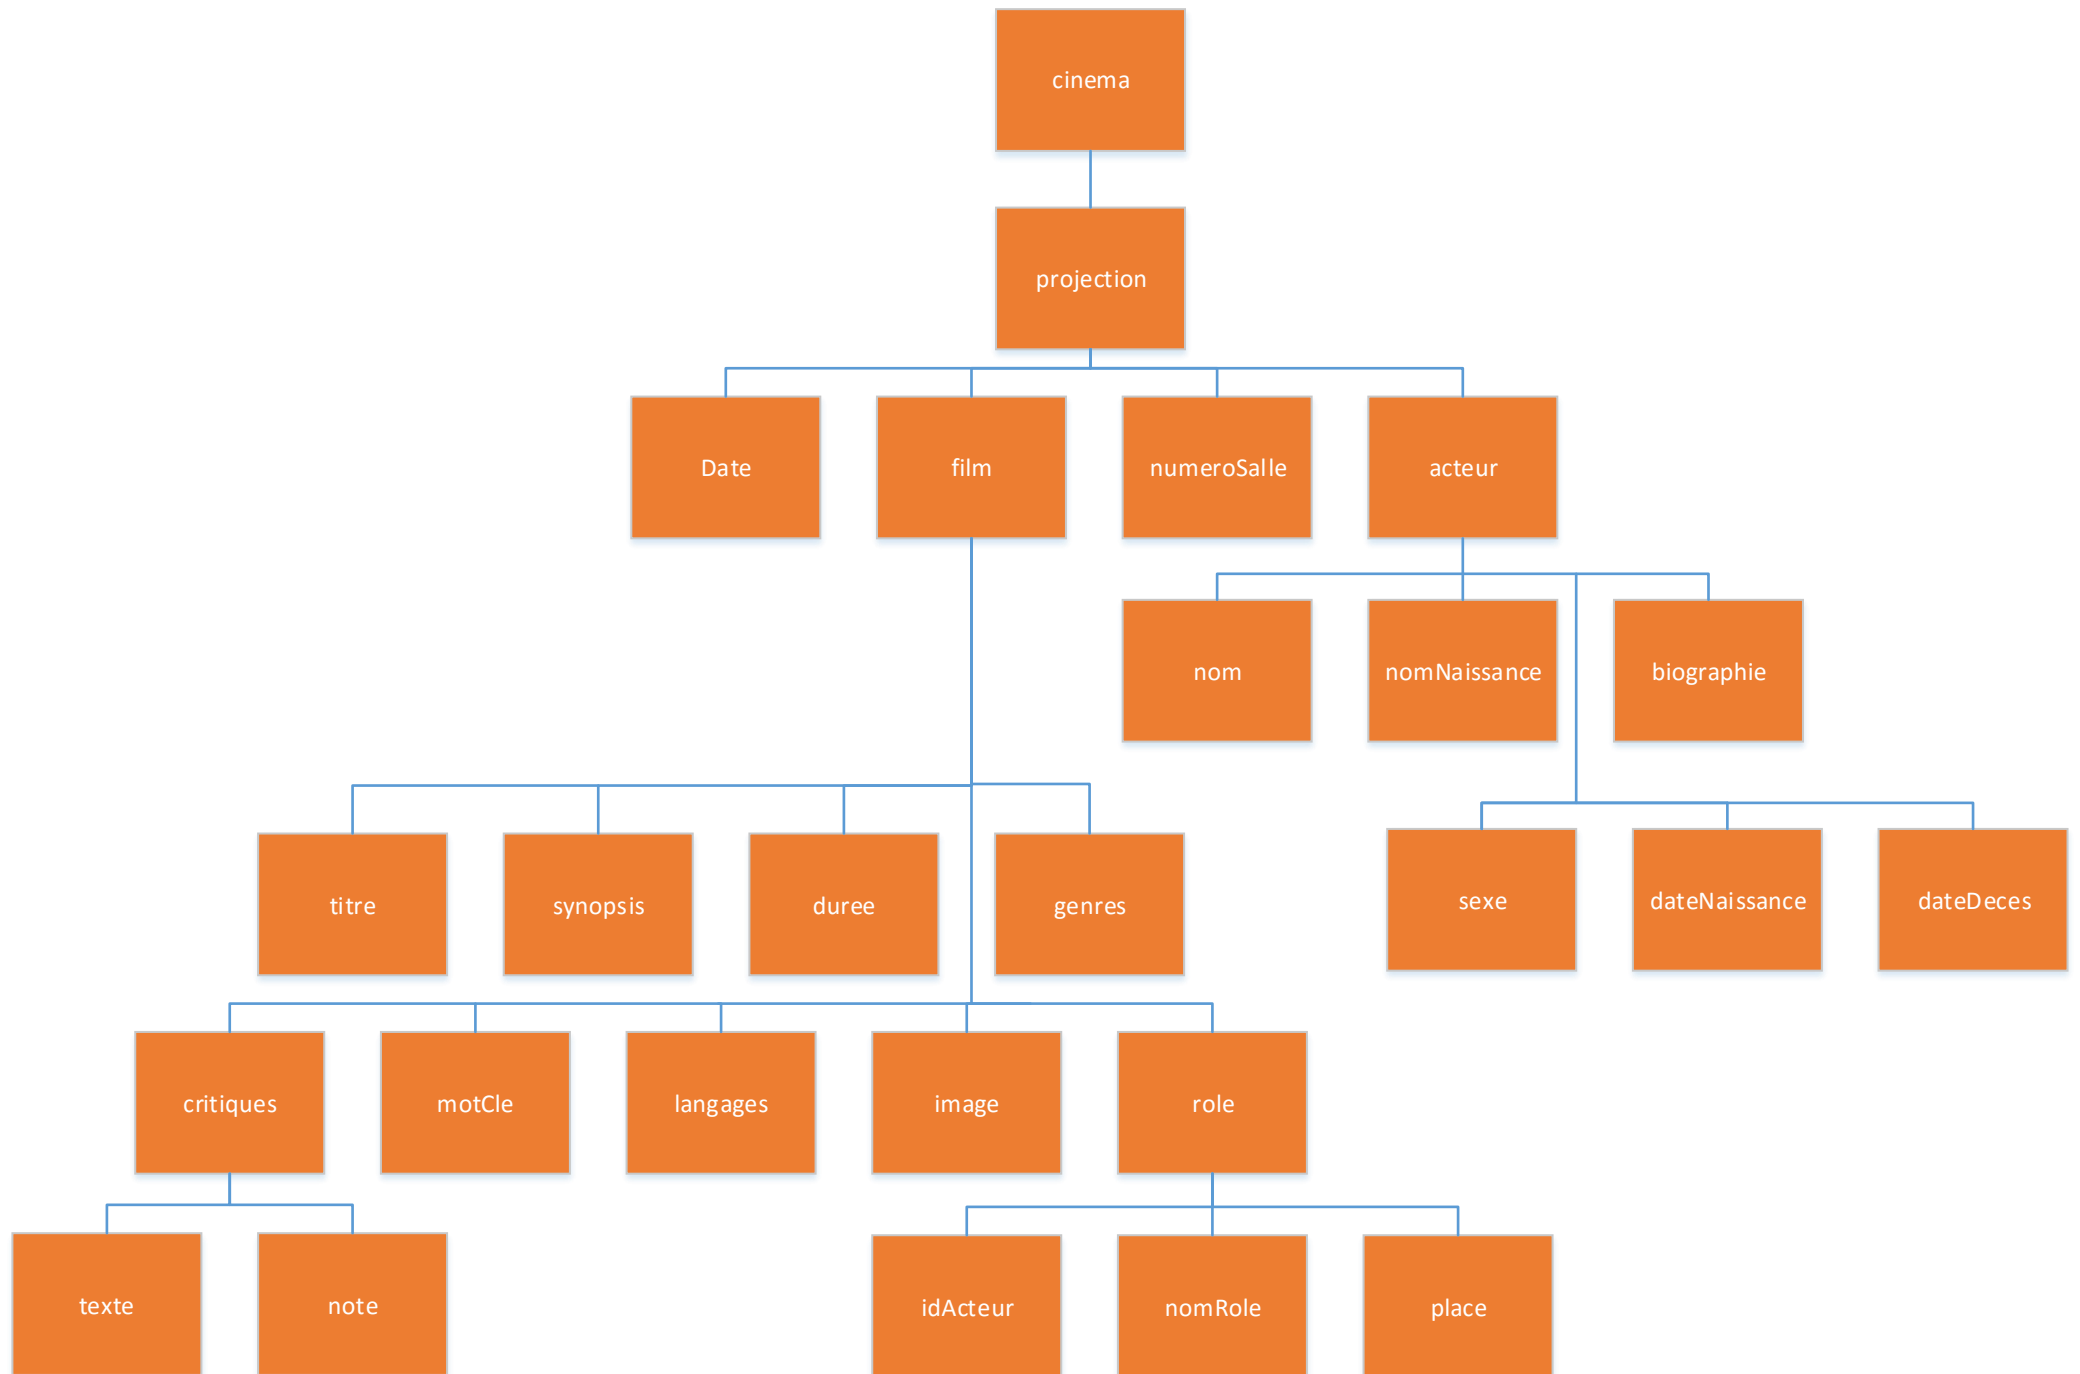 cinema
projection
Date
film
numeroSalle
acteur
nom
nomNaissance
biographie
titre
synopsis
duree
genres
sexe
dateNaissance
dateDeces
critiques
motCle
langages
image
role
texte
note
idActeur
nomRole
place